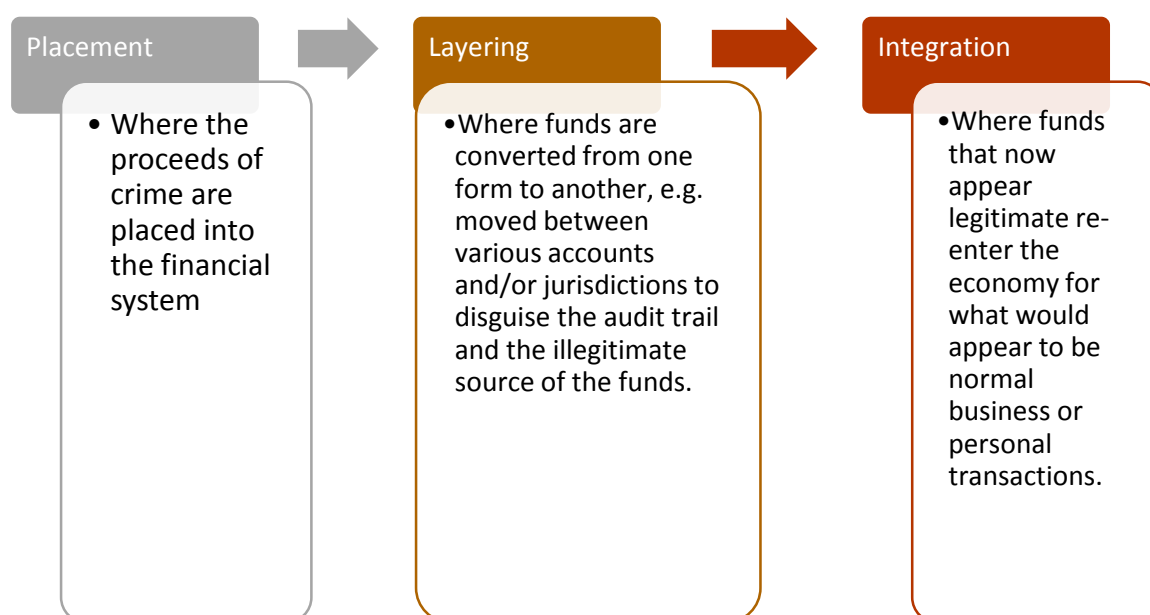 Placement
• Where the
proceeds of
crime are
placed into
the financial
system
Layering
•Where funds are
converted from one
form to another, e.g.
moved between
various accounts
and/or jurisdictions to
disguise the audit trail
and the illegitimate
source of the funds.
Integration
•Where funds
that now
appear
legitimate re-
enter the
economy for
what would
appear to be
normal
business or
personal
transactions.